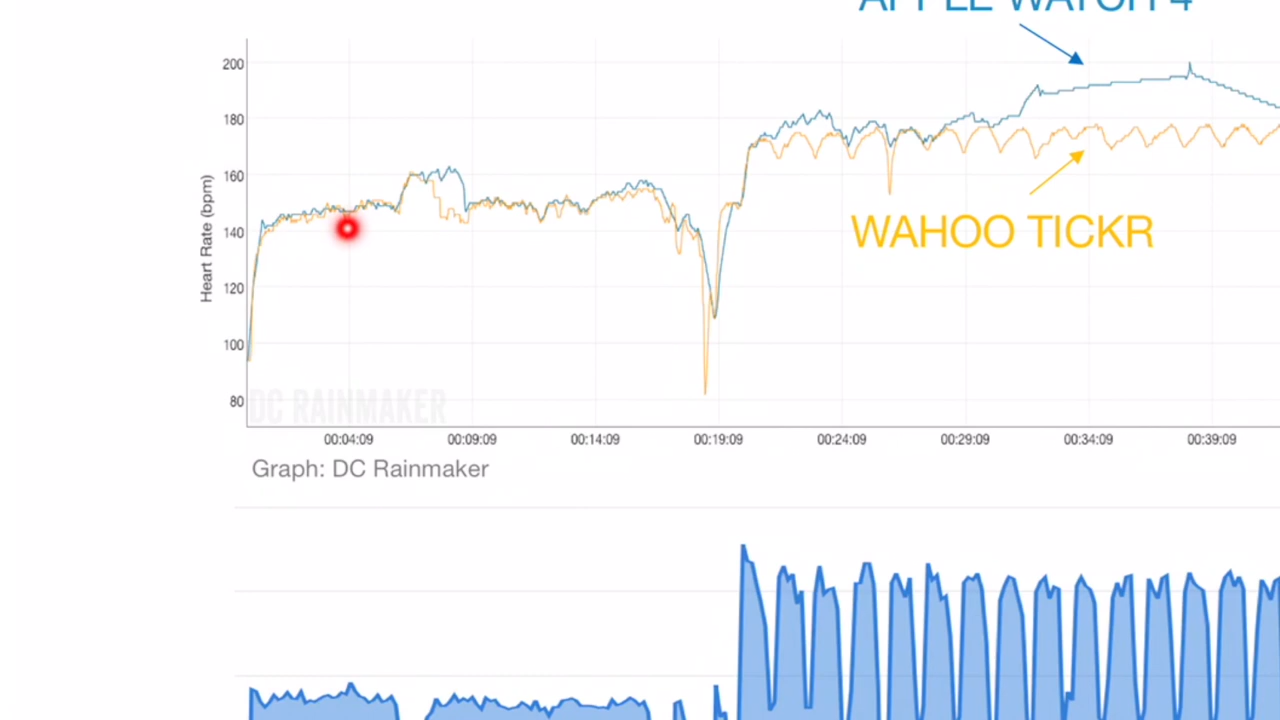 APPLE WATCH 4
200
180
160
140
120
100
80
Heart Rate (bpm)
WAHOO TICKR
DC RAINMAKER
00:04:09 00:09:09 00:14:09 00:19:09 00:24:09 00:29:09 00:34:09 00:39:09
Graph: DC Rainmaker